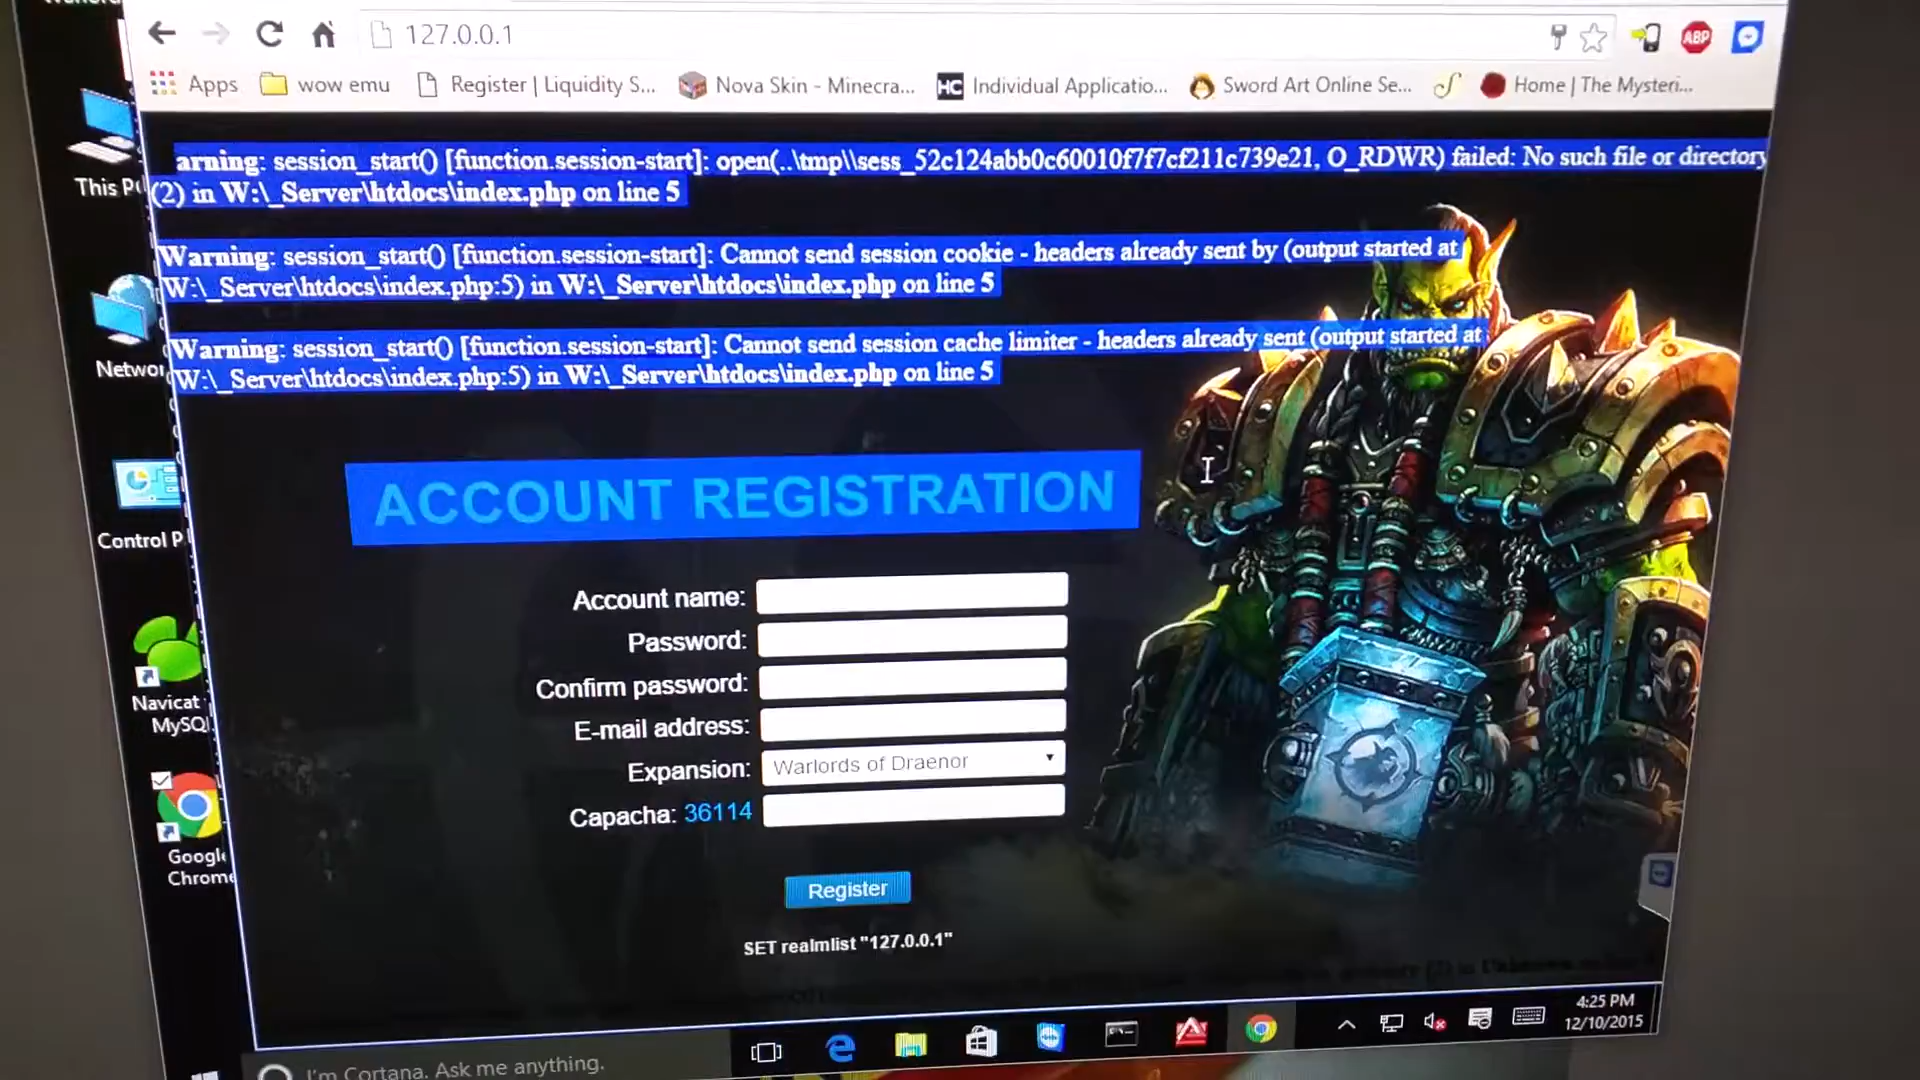 127.0.0.1
ABP
Apps
wow emu
Register | Liquidity S...
Nova Skin - Minecra...
HC
Individual Applicatio...
Sword Art Online Se...
Home | The Mysteri...
arning: session_start() [function.session-start]: open(..\tmp\\sess_52c124abb0c60010f7f7cf211c739e21, O_RDWR) failed: No such file or directory
(2) in W:\_Server\htdocs\index.php on line 5
Warning: session_start() [function.session-start]: Cannot send session cookie - headers already sent by (output started at
W:\_Server\htdocs\index.php:5) in W:\_Server\htdocs\index.php on line 5
Warning: session_start() [function.session-start]: Cannot send session cache limiter - headers already sent (output started at
W:\_Server\htdocs\index.php:5) in W:\_Server\htdocs\index.php on line 5
This P
Networ
Control P
Navicat
MySQL
Google
Chrome
ACCOUNT REGISTRATION
Account name:
Password:
Confirm password:
E-mail address:
Expansion: Warlords of Draenor
Capacha: 36114
Register
SET realmlist "127.0.0.1"
4:25 PM
12/10/2015
I'm Cortana. Ask me anything.